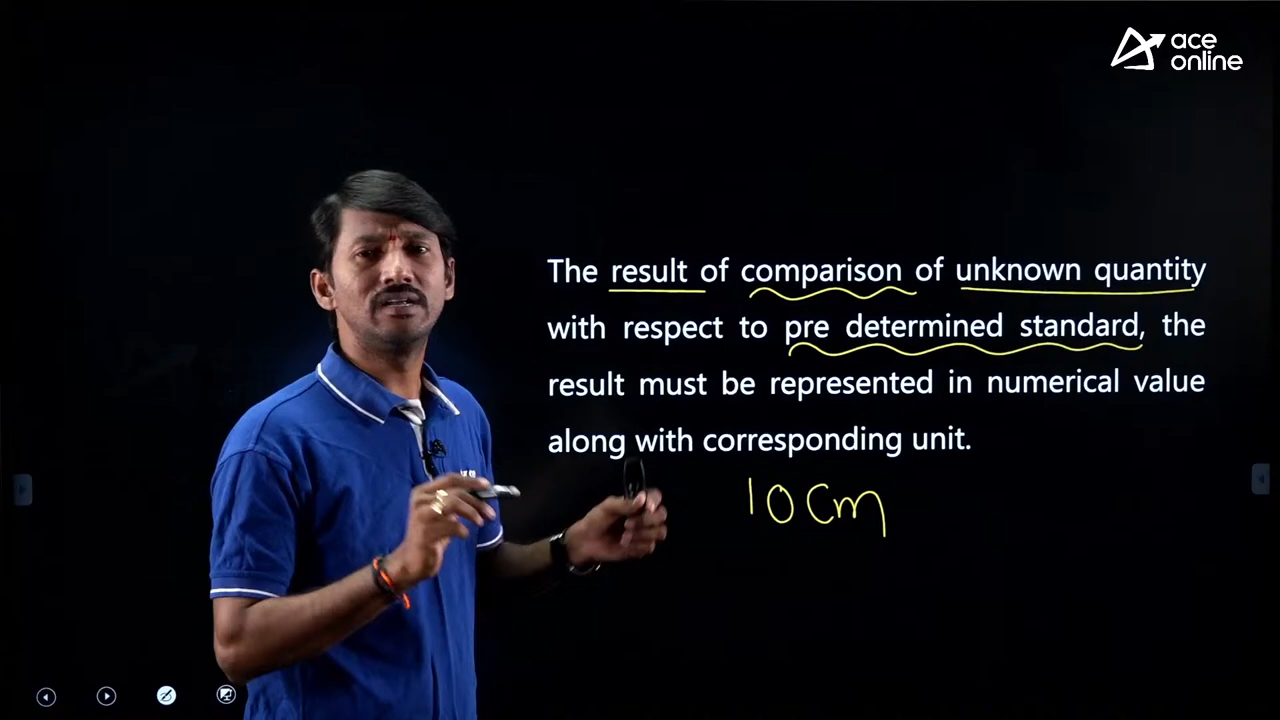 ace
online
The result of comparison of unknown quantity
with respect to pre determined standard, the
result must be represented in numerical value
along with corresponding unit.
10 cm